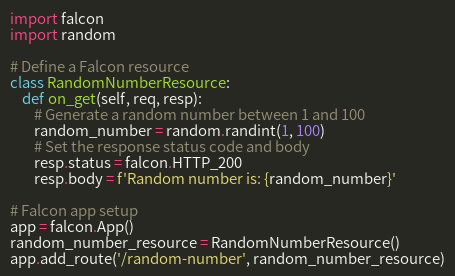 import falcon
import random

# Define a Falcon resource
class RandomNumberResource:
    def on_get(self, req, resp):
        # Generate a random number between 1 and 100
        random_number = random.randint(1, 100)
        # Set the response status code and body
        resp.status = falcon.HTTP_200
        resp.body = f'Random number is: {random_number}'

# Falcon app setup
app = falcon.App()
random_number_resource = RandomNumberResource()
app.add_route('/random-number', random_number_resource)